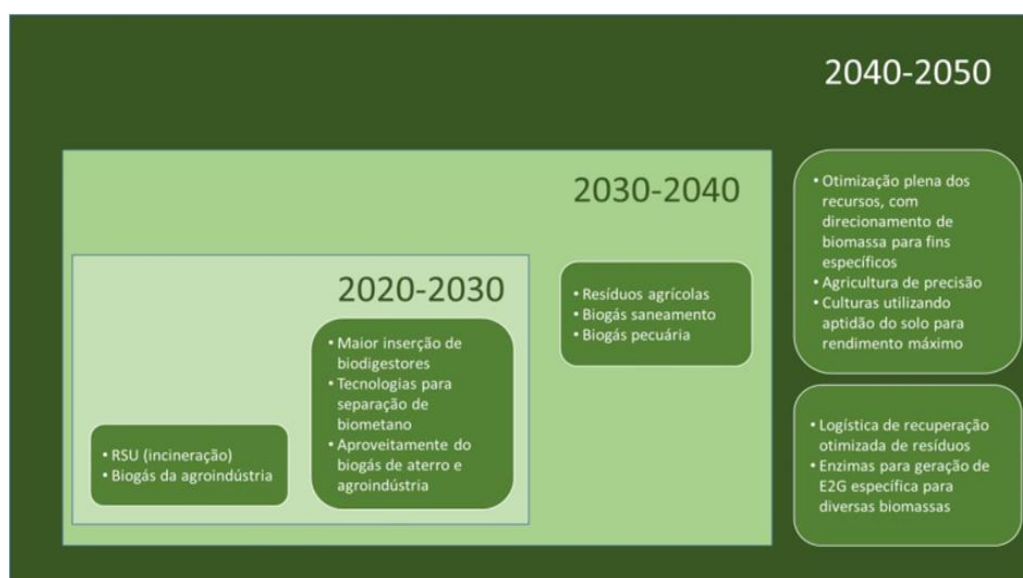 2040-2050
• Otimização plena dos
recursos, com
direcionamento de
biomassa para fins
específicos
• Agricultura de precisão
• Culturas utilizando
aptidão do solo para
rendimento máximo
• Logística de recuperação
otimizada de resíduos
• Enzimas para geração de
E2G específica para
diversas biomassas
2030-2040
• Resíduos agrícolas
• Biogás saneamento
• Biogás pecuária
2020-2030
• Maior inserção de
biodigestores
• Tecnologias para
separação de
biometano
• Aproveitamente do
biogás de aterro e
agroindústria
• RSU (incineração)
• Biogás da agroindústria